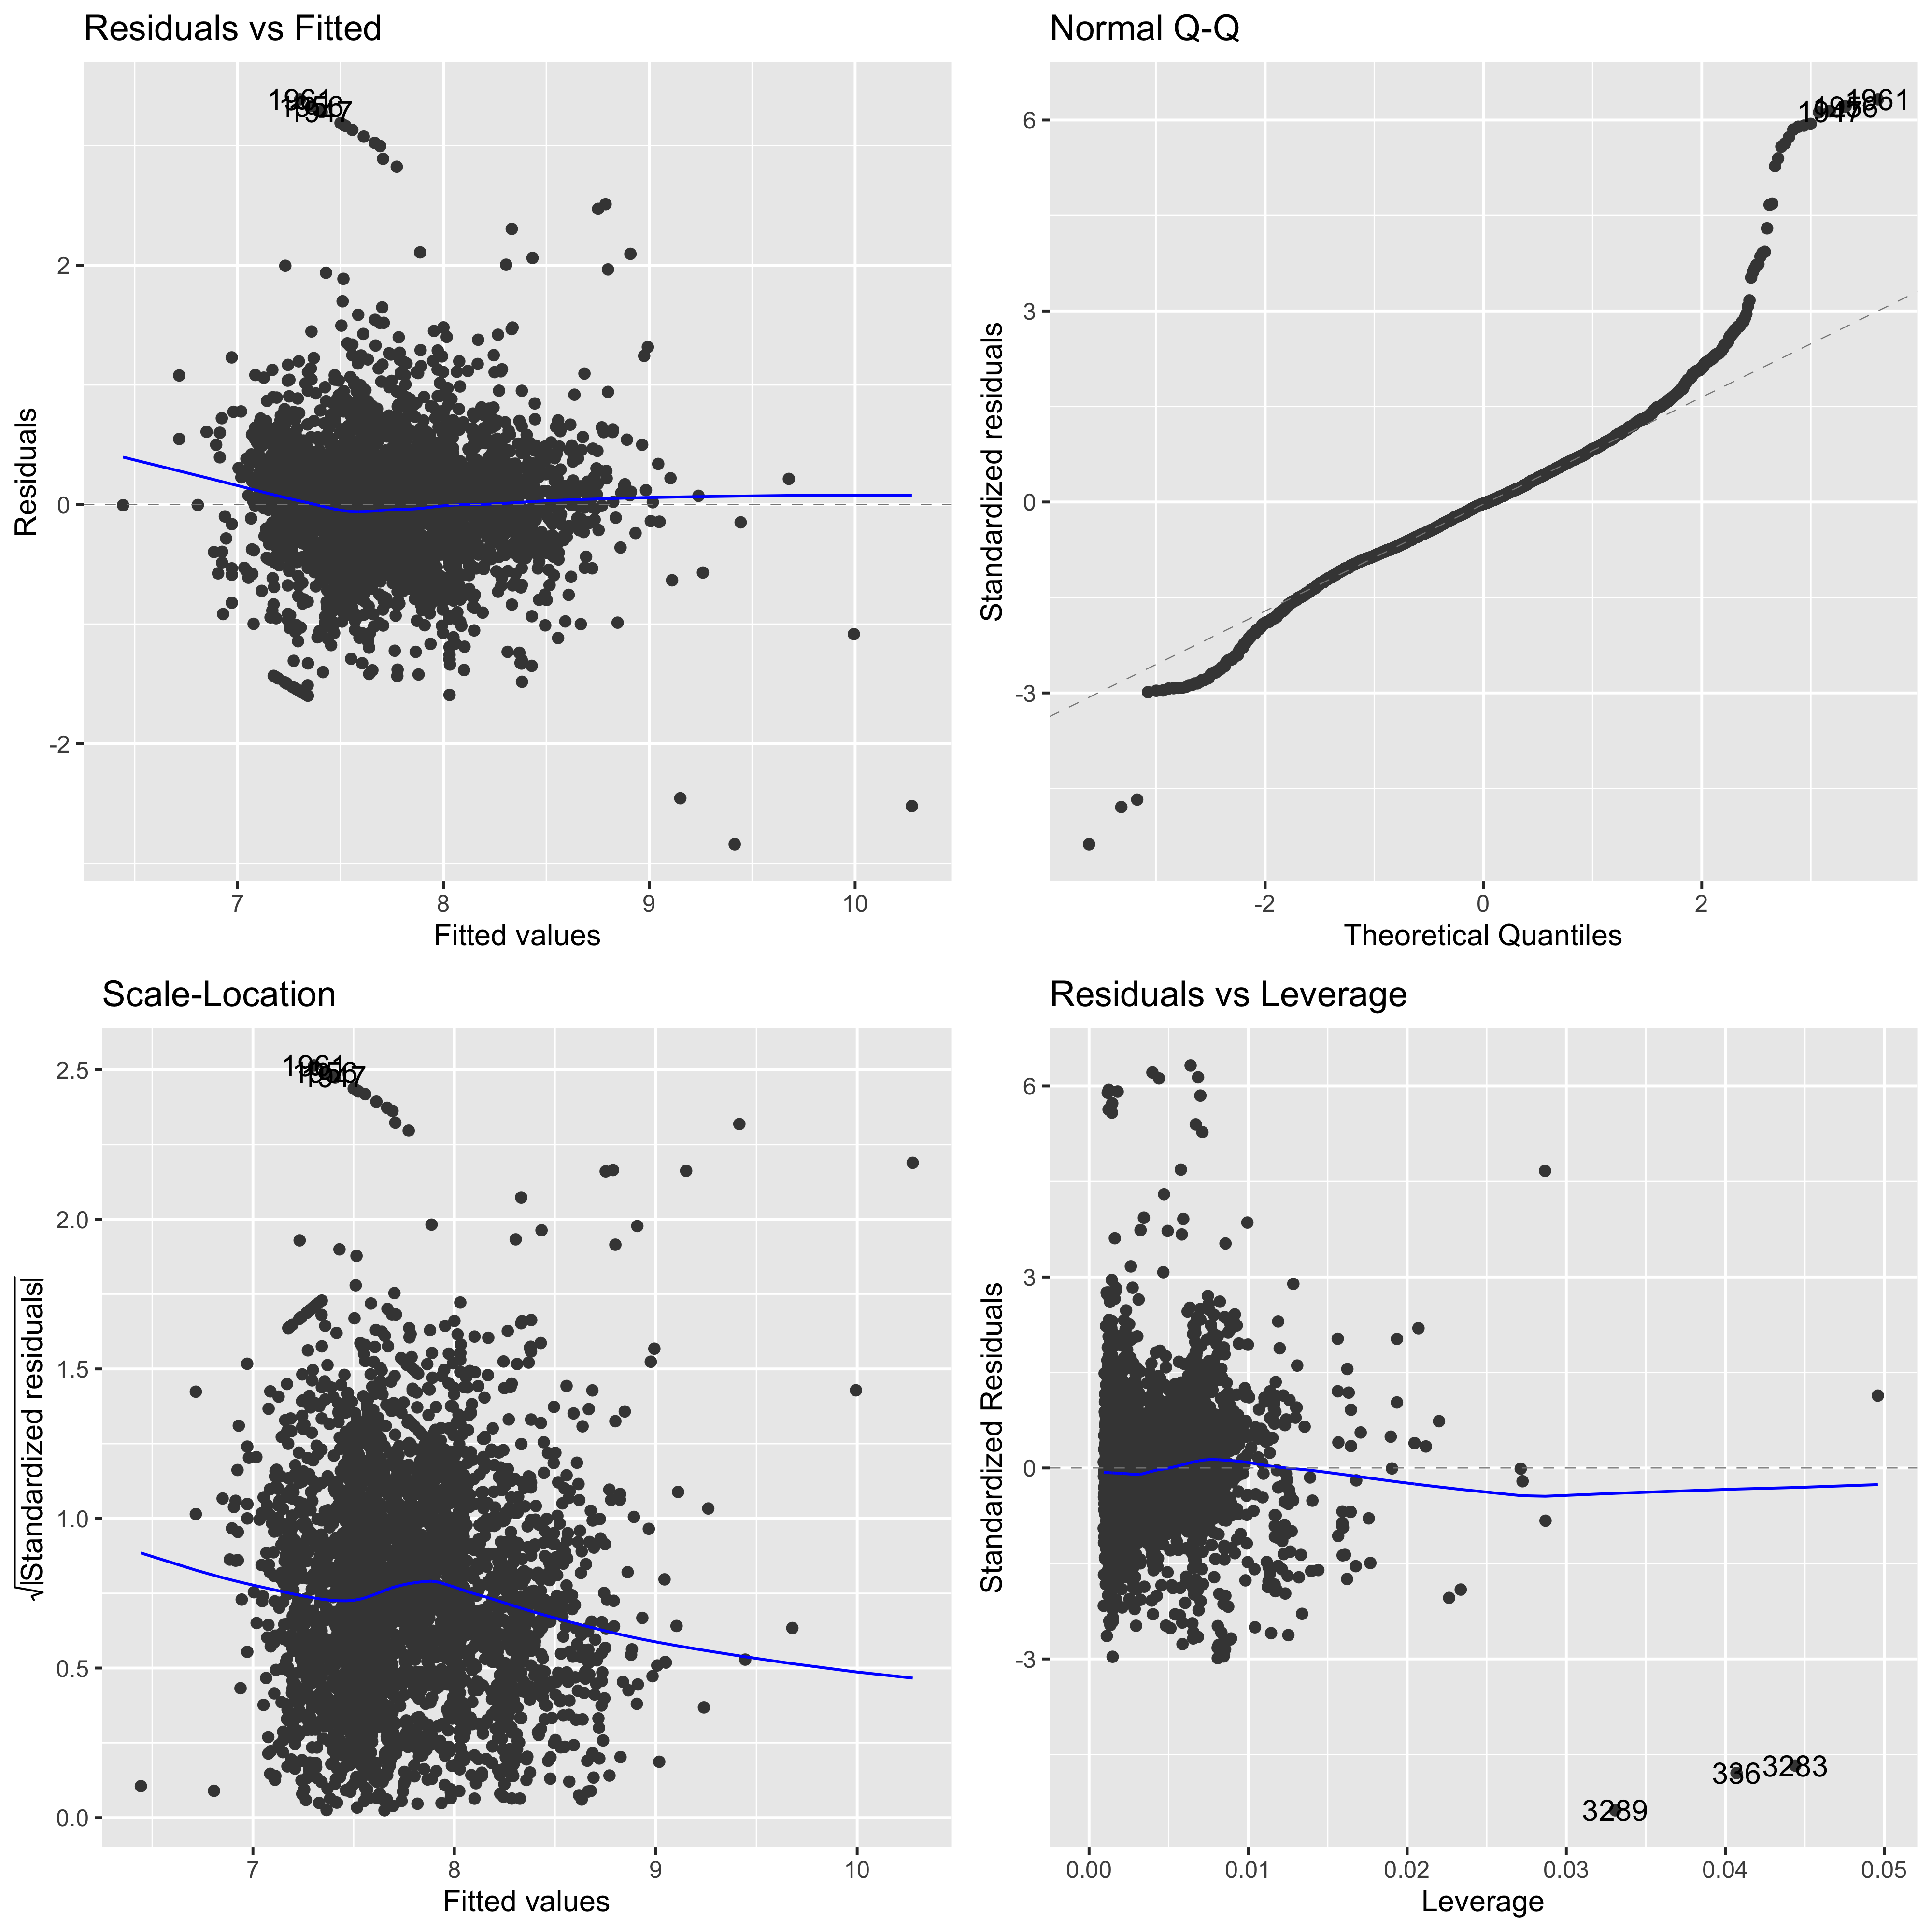 Residuals vs Fitted
1961
2
0
-2
Residuals
7 8 9 10
Fitted values
Normal Q-Q
1961
6
3
0
-3
Standardized residuals
-2 0 2
Theoretical Quantiles
Scale-Location
1961
2.5
2.0
1.5
1.0
0.5
0.0
√|Standardized residuals|
7 8 9 10
Fitted values
Residuals vs Leverage
6
3
0
-3
Standardized Residuals
336 3283
3289
0.00 0.01 0.02 0.03 0.04 0.05
Leverage